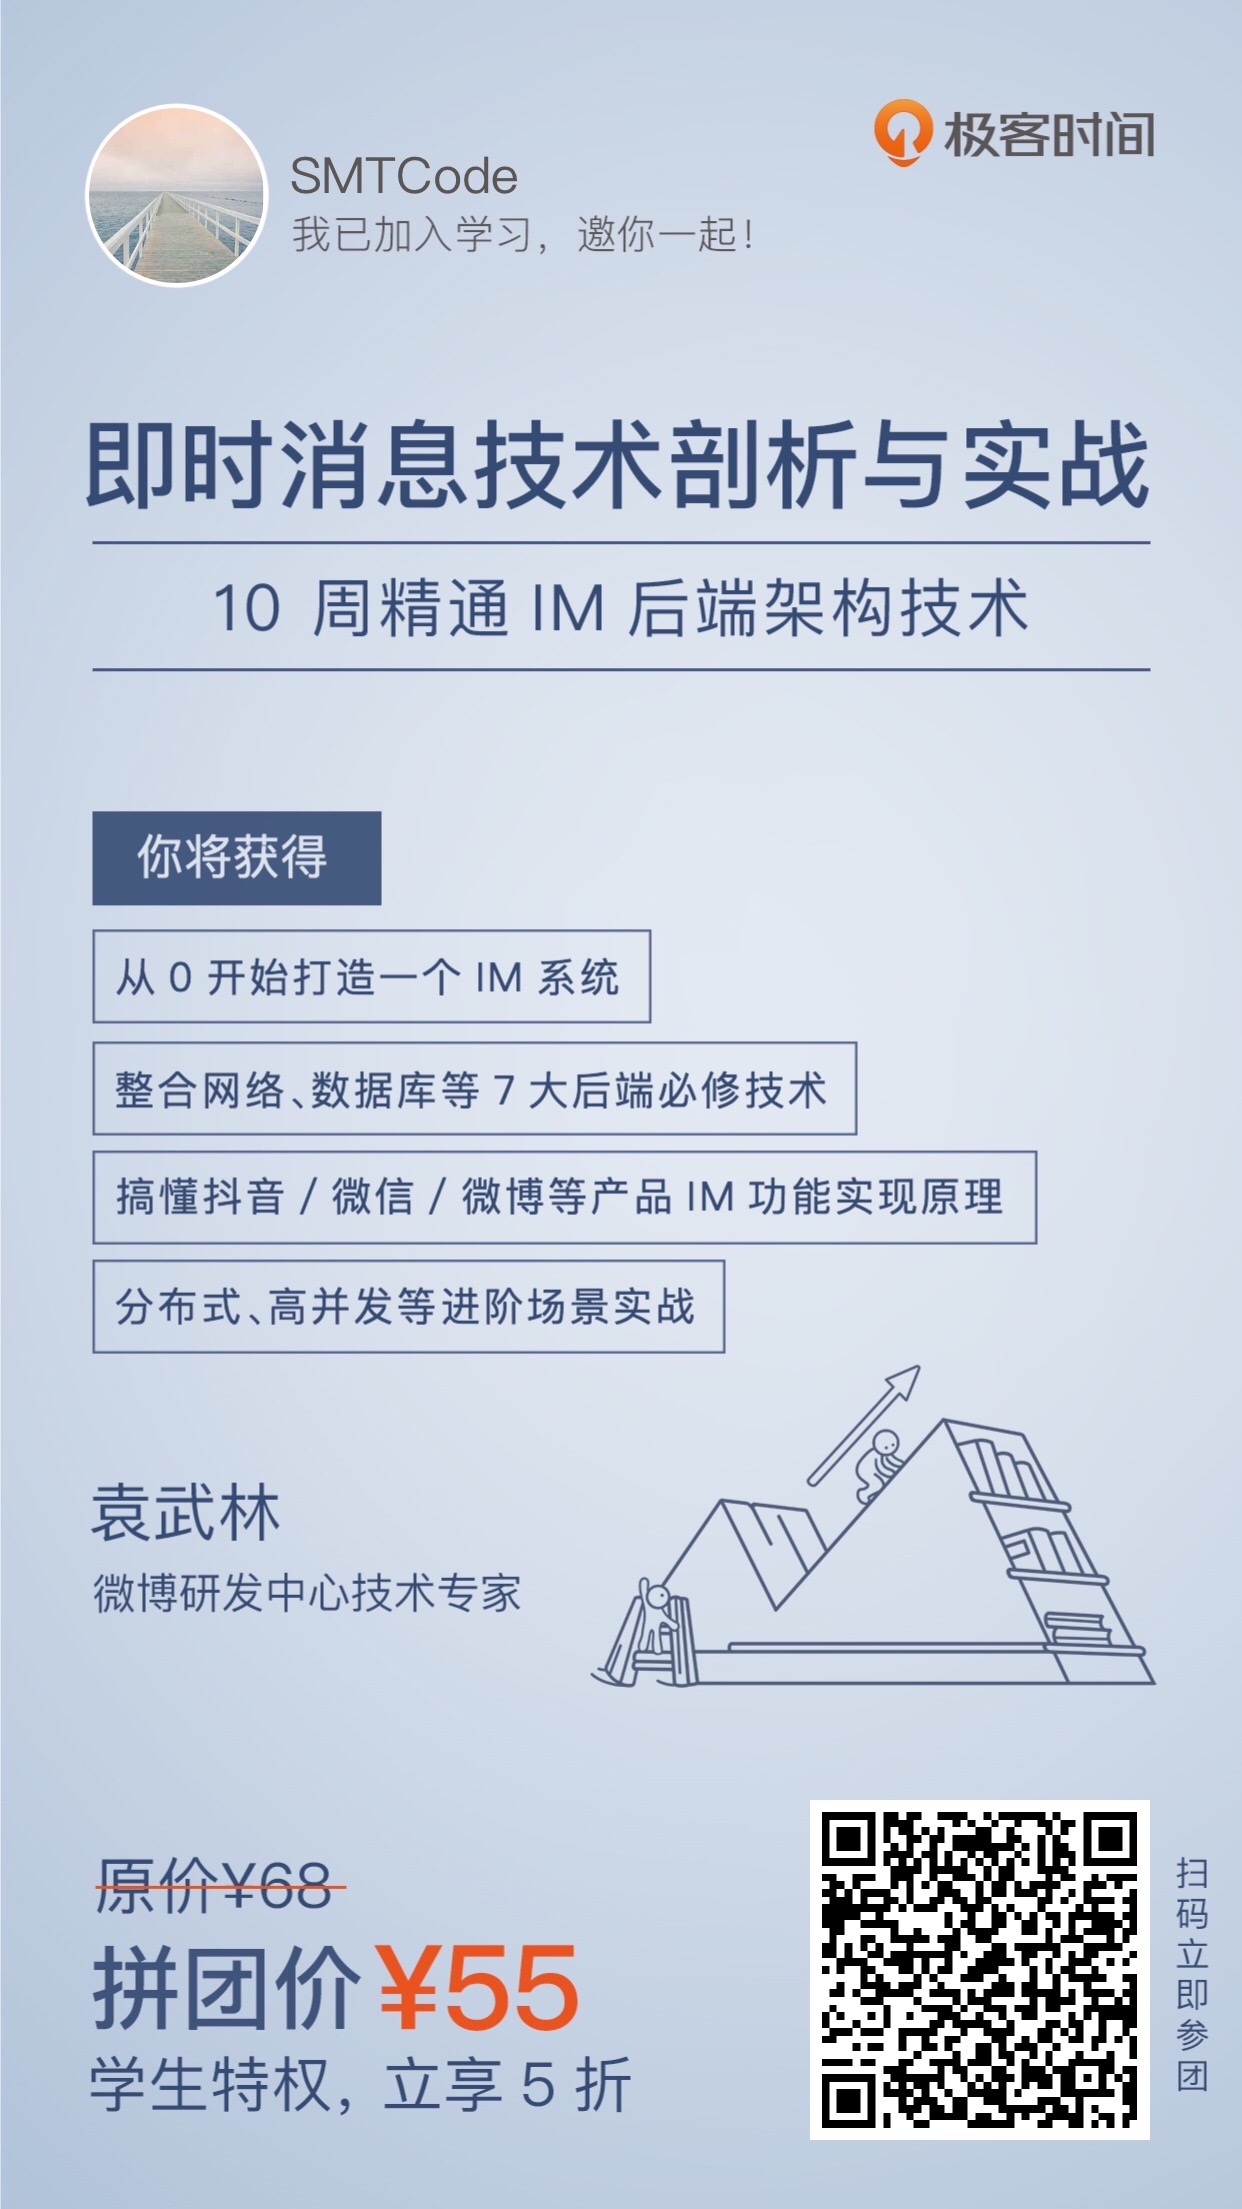 极客时间
SMTCode
我已加入学习，邀你一起！
即时消息技术剖析与实战
10 周精通 IM 后端架构技术
你将获得
从 0 开始打造一个 IM 系统
整合网络、数据库等 7 大后端必修技术
搞懂抖音 / 微信 / 微博等产品 IM 功能实现原理
分布式、高并发等进阶场景实战
袁武林
微博研发中心技术专家
原价¥68
拼团价¥55
学生特权，立享 5 折
扫码立即参团